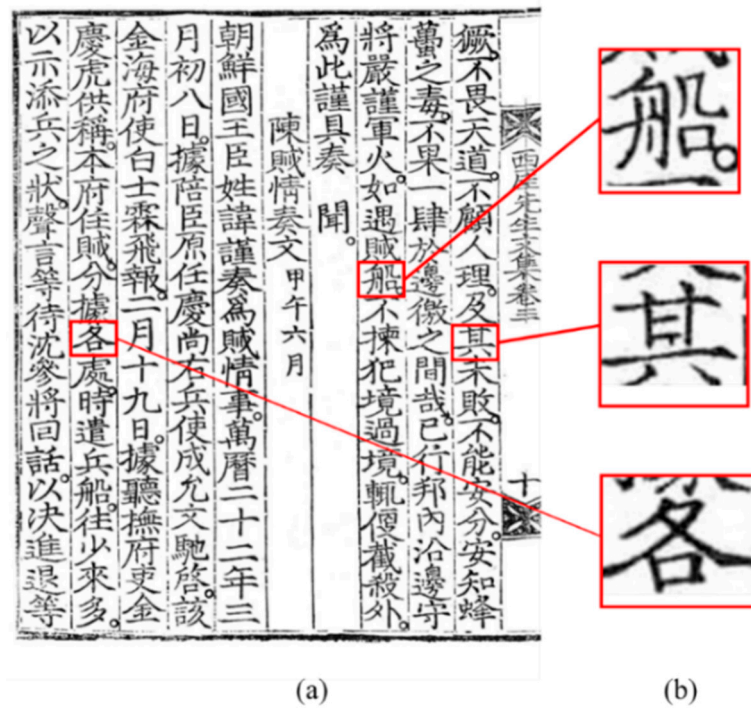 西厓先生文集卷三 十
獗。不畏天道。不顧人理。及其未敗。不能安分。安知蜂
蠆之毒。不果一肆於邊徼之間哉。已行邦內沿邊守
將嚴謹軍火。如遇賊船。不揀犯境過境。輒便截殺外。
爲此謹具奏 聞。
陳賊情奏文 甲午六月
朝鮮國王臣姓諱謹奏爲賊情事。萬曆二十二年三
月初八日。據陪臣原任慶尚右兵使成允文馳啓。該
金海府使白士霖飛報。二月十九日。據聽撫府吏金
慶虎供稱。本府任賊。分據各處。時遣兵船。往少來多。
以示添兵之狀。聲言等待沈參將回話。以決進退等
船。
其
各
(a)
(b)